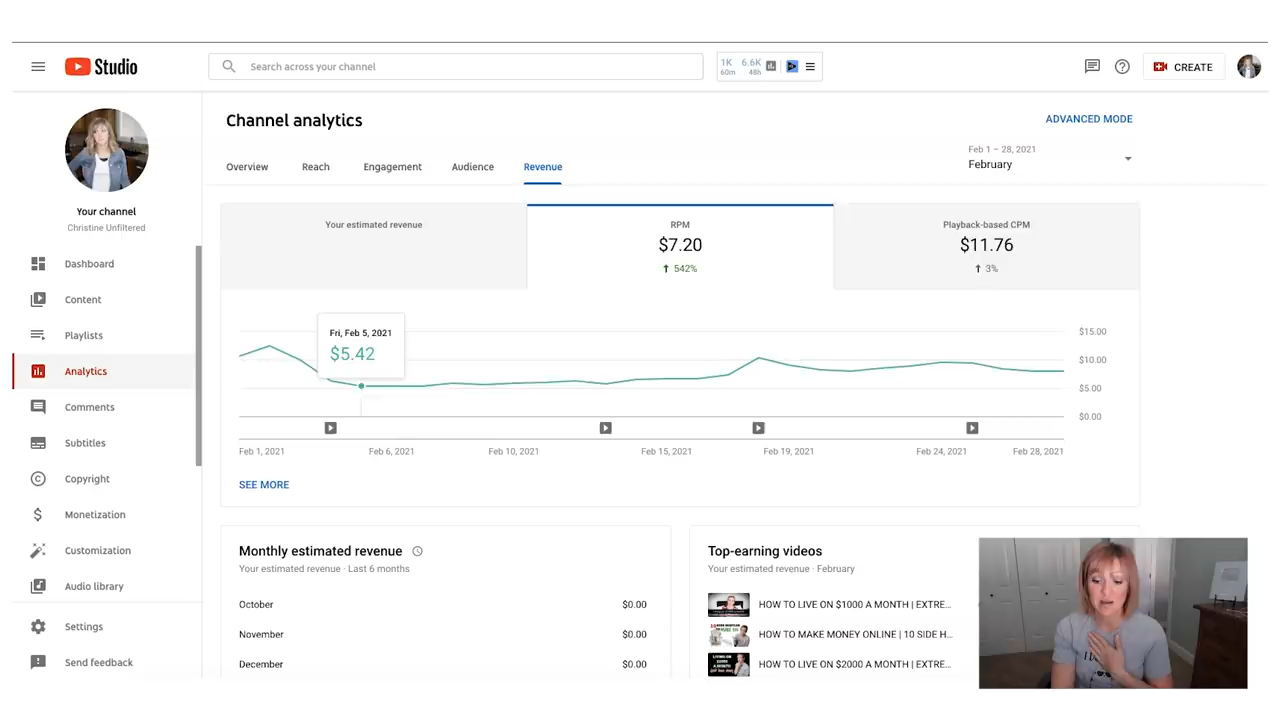 Studio
Search across your channel
1K 6.6K
60m 48h
CREATE
Channel analytics
ADVANCED MODE
Feb 1 – 28, 2021
February
Overview Reach Engagement Audience Revenue
Your channel
Christine Unfiltered
Dashboard
Content
Playlists
Analytics
Comments
Subtitles
Copyright
Monetization
Customization
Audio library
Settings
Send feedback
Your estimated revenue
RPM
$7.20
542%
Playback-based CPM
$11.76
3%
Fri, Feb 5, 2021
$5.42
$15.00
$10.00
$5.00
$0.00
Feb 1, 2021 Feb 6, 2021 Feb 10, 2021 Feb 15, 2021 Feb 19, 2021 Feb 24, 2021 Feb 28, 2021
SEE MORE
Monthly estimated revenue
Your estimated revenue · Last 6 months
October $0.00
November $0.00
December $0.00
Top-earning videos
Your estimated revenue · February
HOW TO LIVE ON $1000 A MONTH | EXTRE...
HOW TO MAKE MONEY ONLINE | 10 SIDE H...
HOW TO LIVE ON $2000 A MONTH | EXTRE...